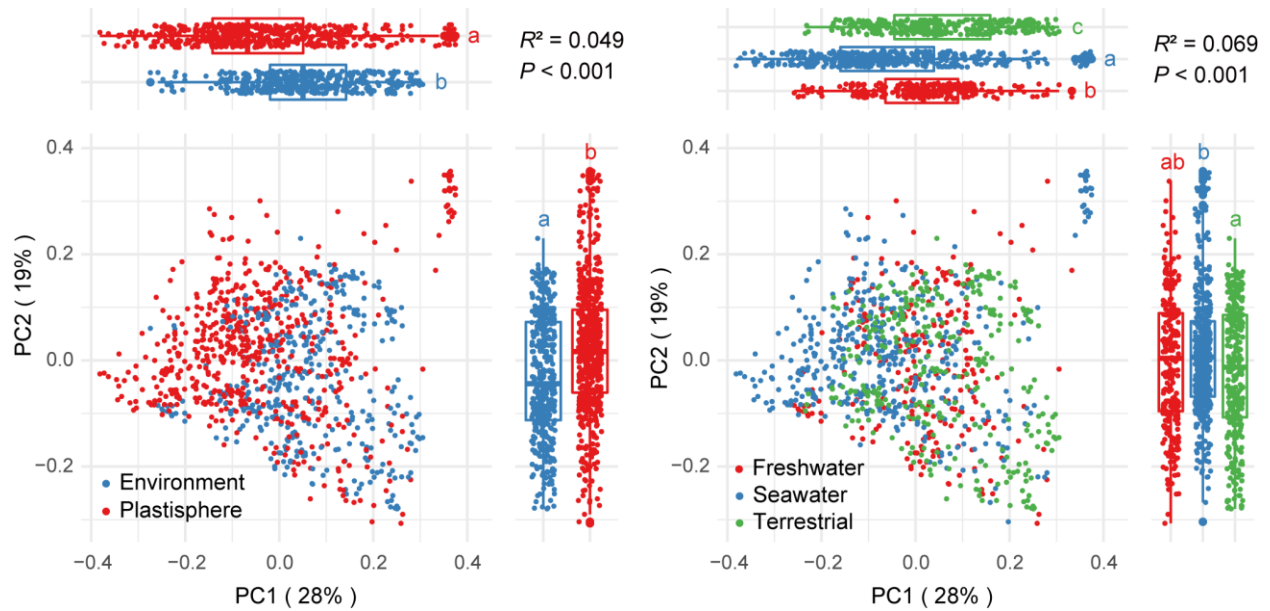 a
R² = 0.049
b
P < 0.001
c
R² = 0.069
a
P < 0.001
b
0.4
0.2
0.0
−0.2
PC2 ( 19% )
Environment
Plastisphere
−0.4
−0.2
0.0
0.2
0.4
PC1 ( 28% )
a
b
0.4
0.2
0.0
−0.2
PC2 ( 19% )
Freshwater
Seawater
Terrestrial
−0.4
−0.2
0.0
0.2
0.4
PC1 ( 28% )
ab
b
a